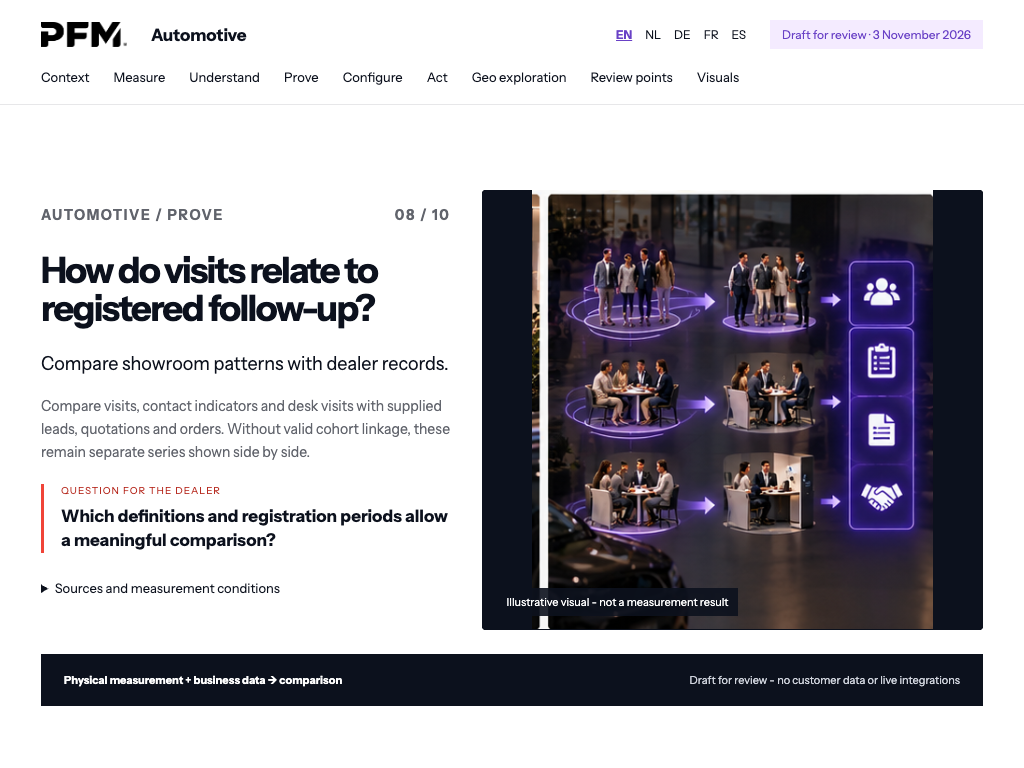 PFM
Automotive
EN NL DE FR ES
Draft for review · 3 November 2026
Context Measure Understand Prove Configure Act Geo exploration Review points Visuals
AUTOMOTIVE / PROVE
08 / 10
How do visits relate to
registered follow-up?
Compare showroom patterns with dealer records.
Compare visits, contact indicators and desk visits with supplied
leads, quotations and orders. Without valid cohort linkage, these
remain separate series shown side by side.
QUESTION FOR THE DEALER
Which definitions and registration periods allow
a meaningful comparison?
Sources and measurement conditions
Illustrative visual - not a measurement result
Physical measurement + business data → comparison
Draft for review - no customer data or live integrations